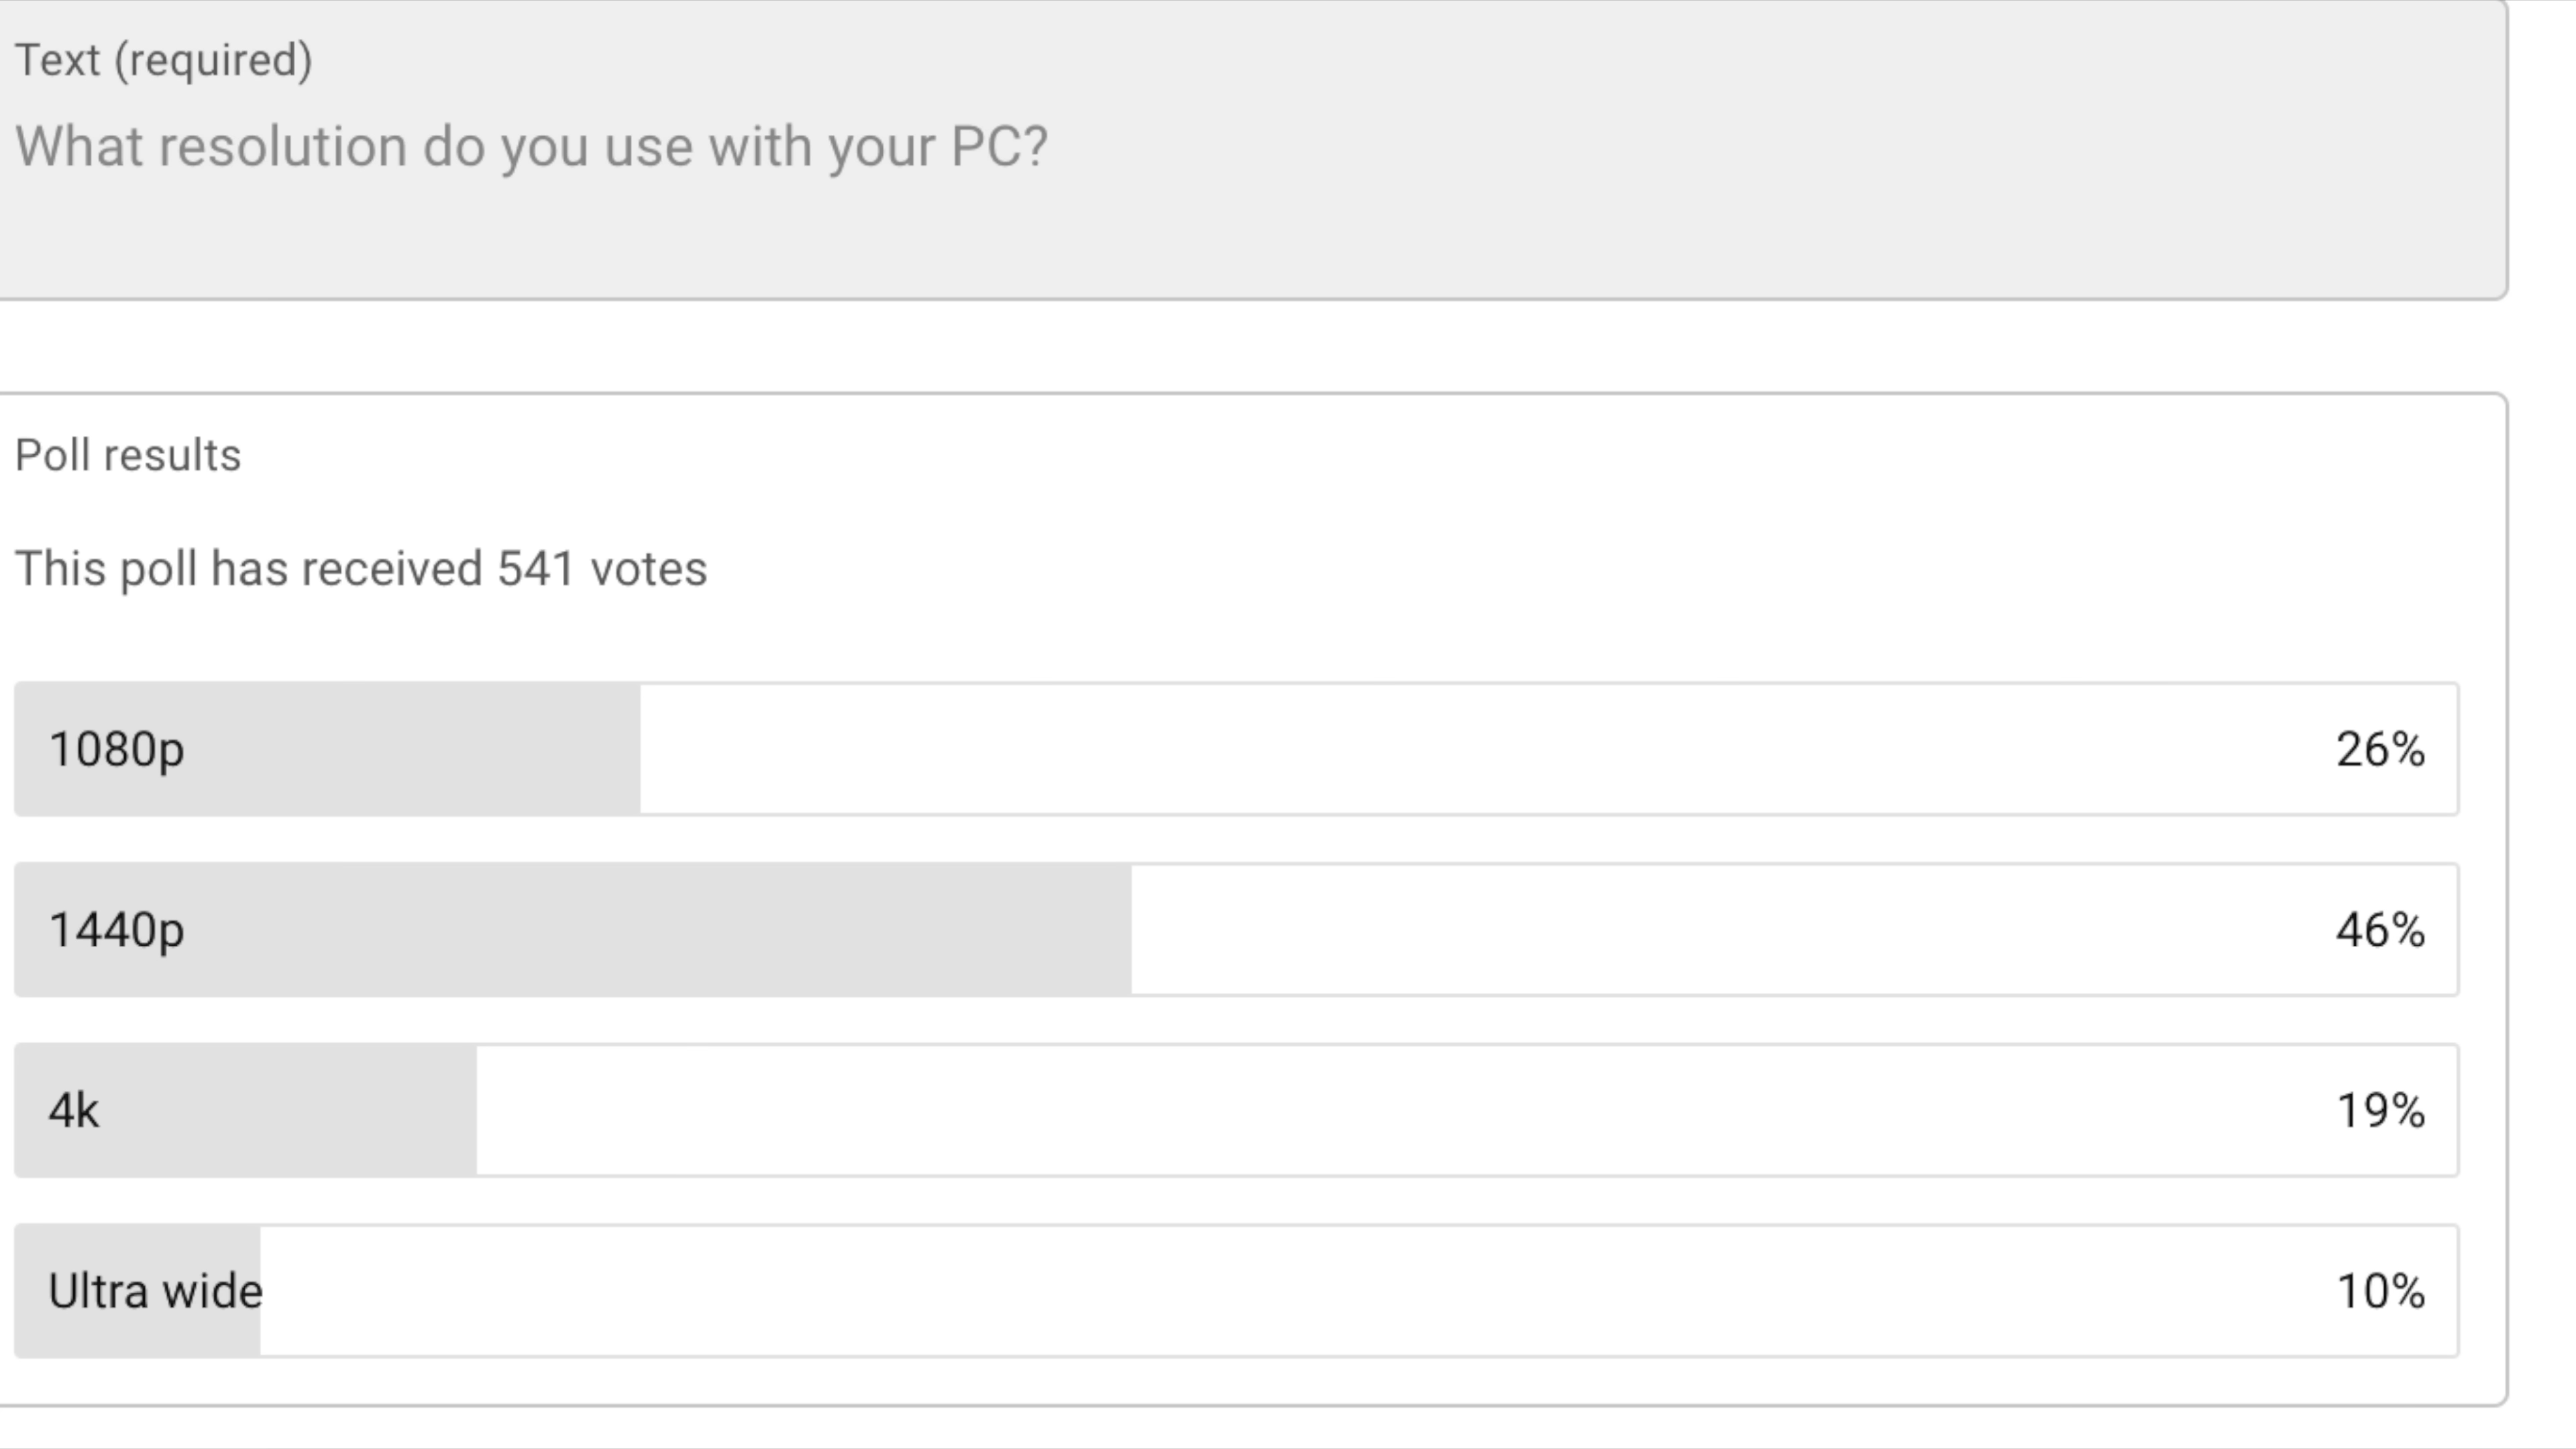 Text (required)
What resolution do you use with your PC?
Poll results
This poll has received 541 votes
1080p 26%
1440p 46%
4k 19%
Ultra wide 10%